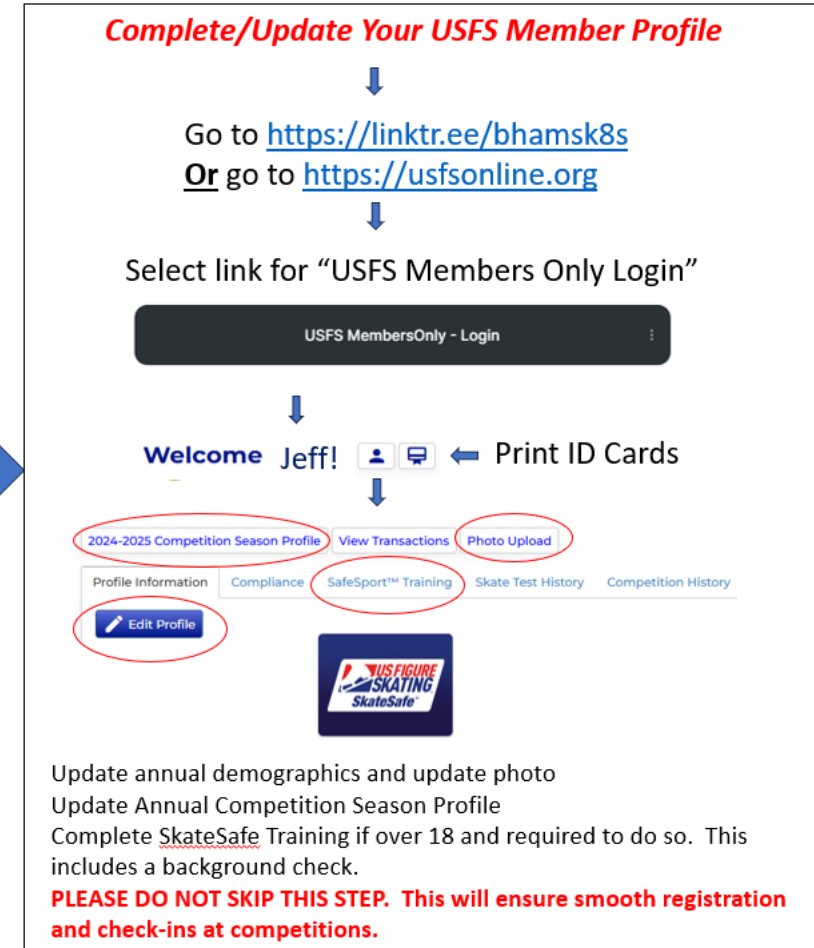 Complete/Update Your USFS Member Profile
Go to https://linktr.ee/bhamsk8s
Or go to https://usfsonline.org
Select link for “USFS Members Only Login”
USFS MembersOnly - Login
Welcome Jeff! Print ID Cards
2024-2025 Competition Season Profile View Transactions Photo Upload
Profile Information Compliance SafeSport™ Training Skate Test History Competition History
Edit Profile
US FIGURE
SKATING
SkateSafe
Update annual demographics and update photo
Update Annual Competition Season Profile
Complete SkateSafe Training if over 18 and required to do so.  This
includes a background check.
PLEASE DO NOT SKIP THIS STEP.  This will ensure smooth registration
and check-ins at competitions.